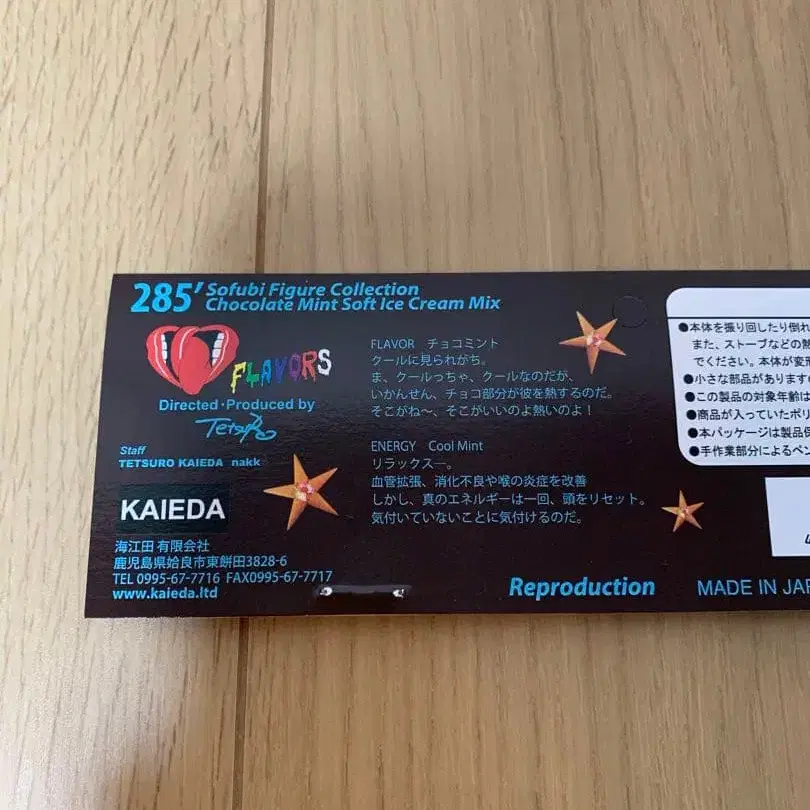 285' Sofubi Figure Collection
Chocolate Mint Soft Ice Cream Mix
FLAVORS
Directed・Produced by
Tetsuro
Staff
TETSURO KAIEDA nakk
KAIEDA
海江田 有限会社
鹿児島県姶良市東餅田3828-6
TEL 0995-67-7716 FAX0995-67-7717
www.kaieda.ltd
FLAVOR チョコミント
クールに見られがち。
ま、クールっちゃ、クールなのだが、
いかんせん、チョコ部分が彼を熱するのだ。
そこがね〜、そこがいいのよ熱いのよ！
ENERGY Cool Mint
リラックス―。
血管拡張、消化不良や喉の炎症を改善
しかし、真のエネルギーは一回、頭をリセット。
気付いていないことに気付けるのだ。
Reproduction
MADE IN JAP
●本体を振り回したり倒れ
また、ストーブなどの熱
でください。本体が変形
●小さな部品がありますの
●この製品の対象年齢は
●商品が入っていたポリ
●本パッケージは製品保
●手作業部分によるペン